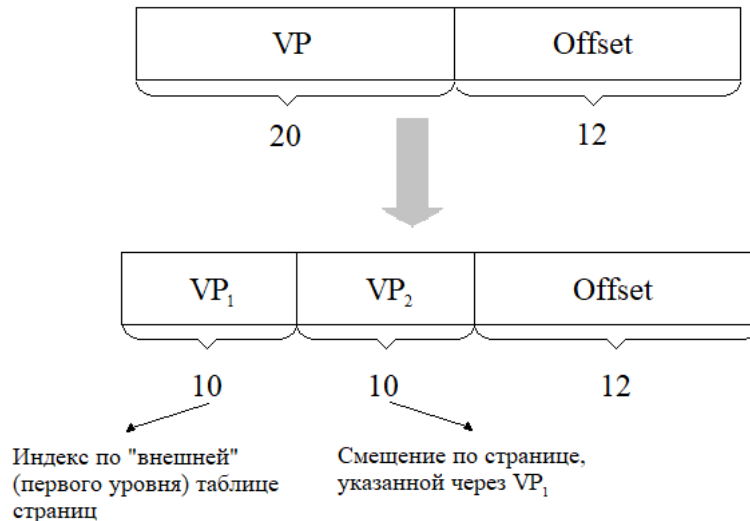 VP Offset
20 12
VP₁ VP₂ Offset
10 10 12
Индекс по "внешней"
(первого уровня) таблице
страниц
Смещение по странице,
указанной через VP₁